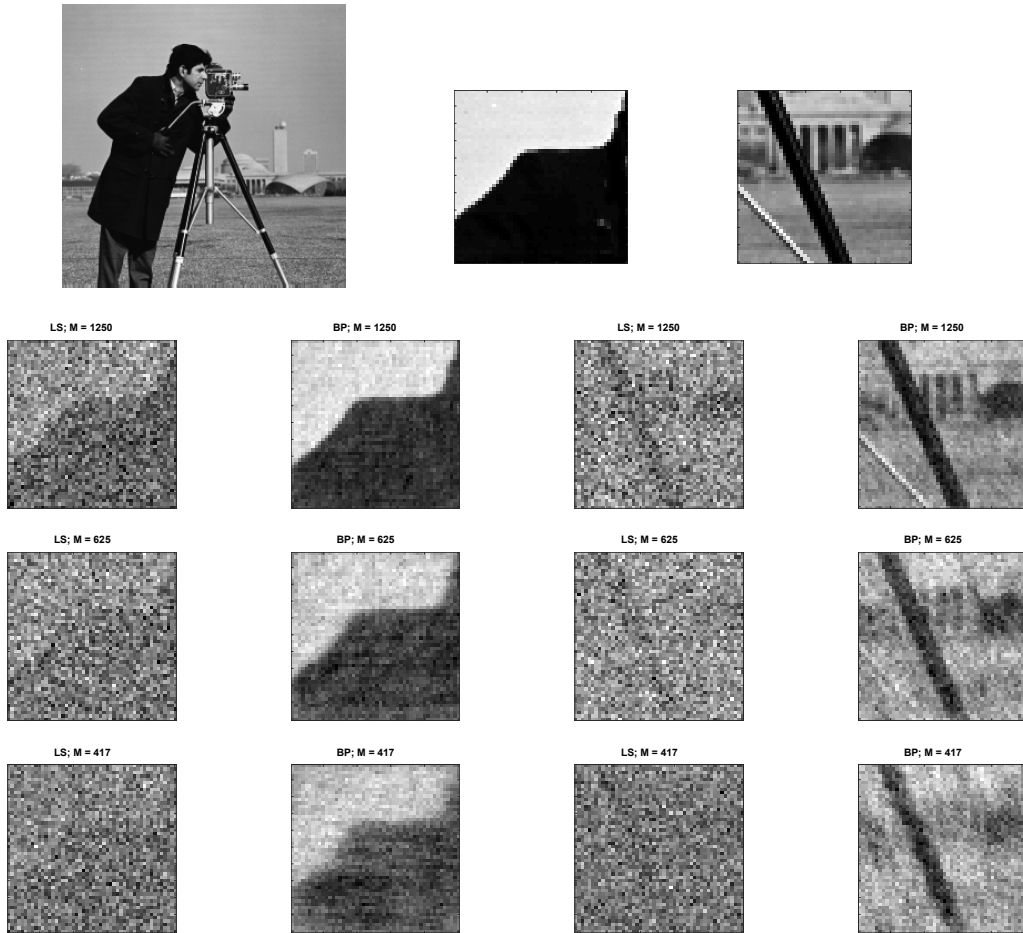 LS; M = 1250
BP; M = 1250
LS; M = 1250
BP; M = 1250
LS; M = 625
BP; M = 625
LS; M = 625
BP; M = 625
LS; M = 417
BP; M = 417
LS; M = 417
BP; M = 417